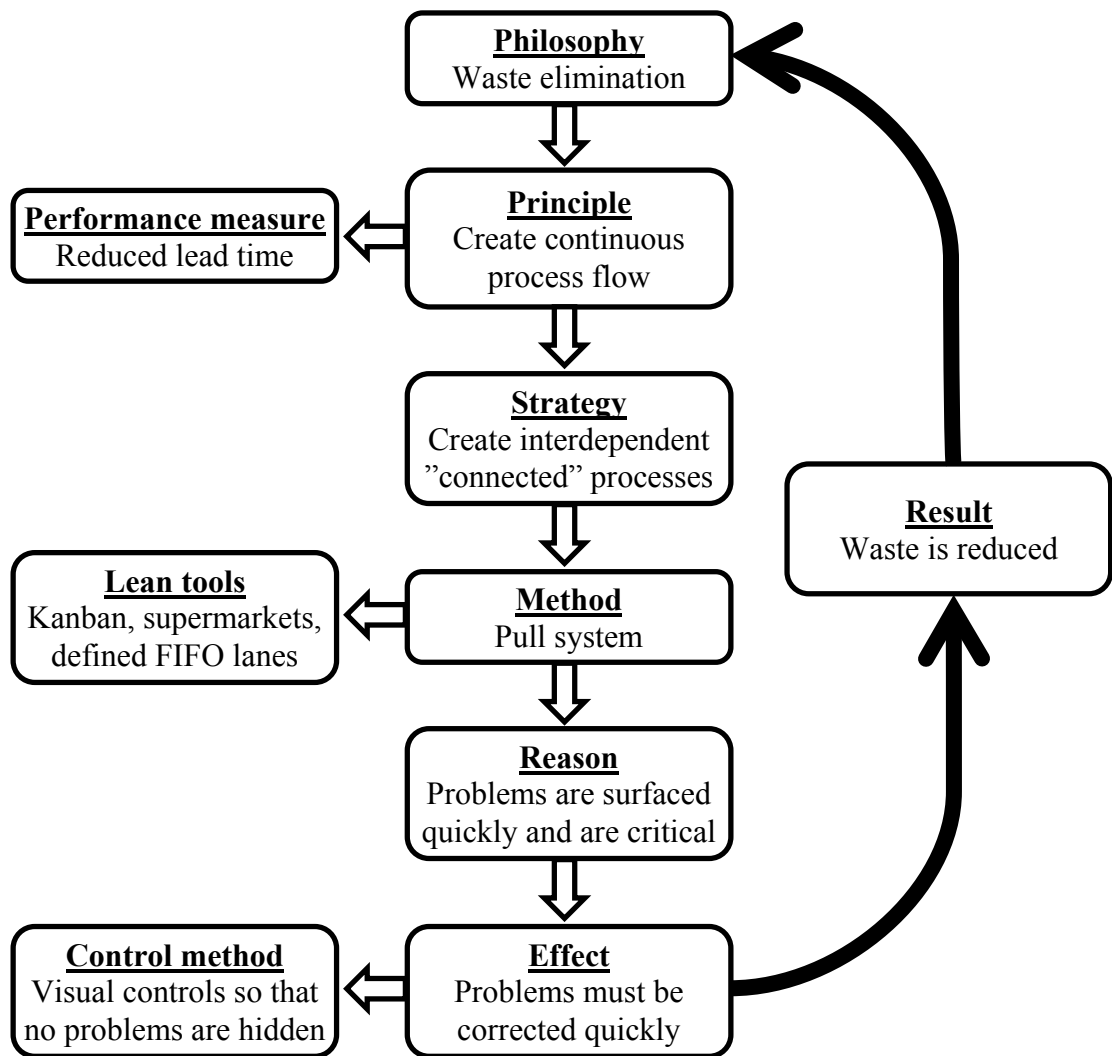 Philosophy
Waste elimination
Performance measure
Reduced lead time
Principle
Create continuous
process flow
Strategy
Create interdependent
”connected” processes
Result
Waste is reduced
Lean tools
Kanban, supermarkets,
defined FIFO lanes
Method
Pull system
Reason
Problems are surfaced
quickly and are critical
Control method
Visual controls so that
no problems are hidden
Effect
Problems must be
corrected quickly